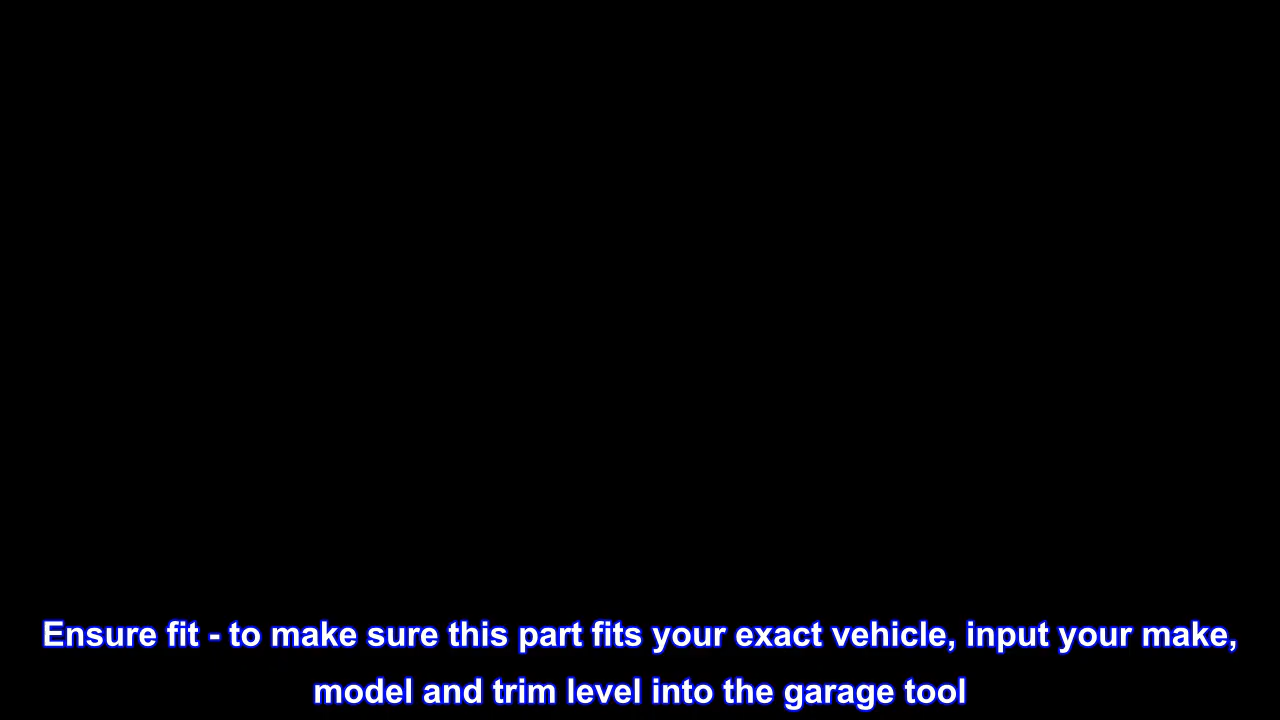 Ensure fit - to make sure this part fits your exact vehicle, input your make,
model and trim level into the garage tool